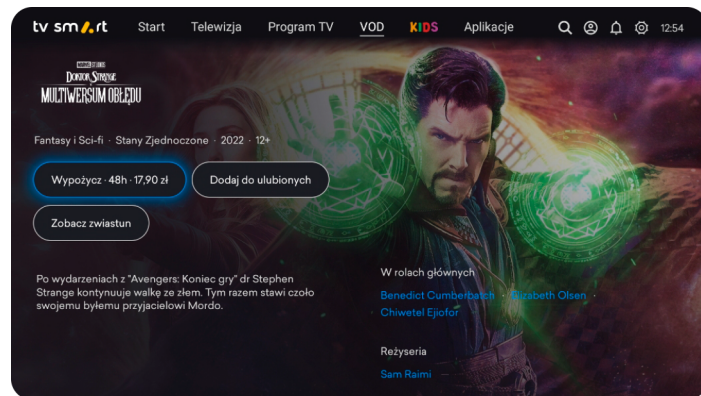 tv smart Start Telewizja Program TV VOD KIDS Aplikacje 12:54
MARVEL STUDIOS
DOKTOR STRANGE
W
MULTIWERSUM OBŁĘDU
Fantasy i Sci-fi · Stany Zjednoczone · 2022 · 12+
Wypożycz · 48h · 17,90 zł Dodaj do ulubionych
Zobacz zwiastun
Po wydarzeniach z "Avengers: Koniec gry" dr Stephen
Strange kontynuuje walkę ze złem. Tym razem stawi czoło
swojemu byłemu przyjacielowi Mordo.
W rolach głównych
Benedict Cumberbatch · Elizabeth Olsen ·
Chiwetel Ejiofor
Reżyseria
Sam Raimi